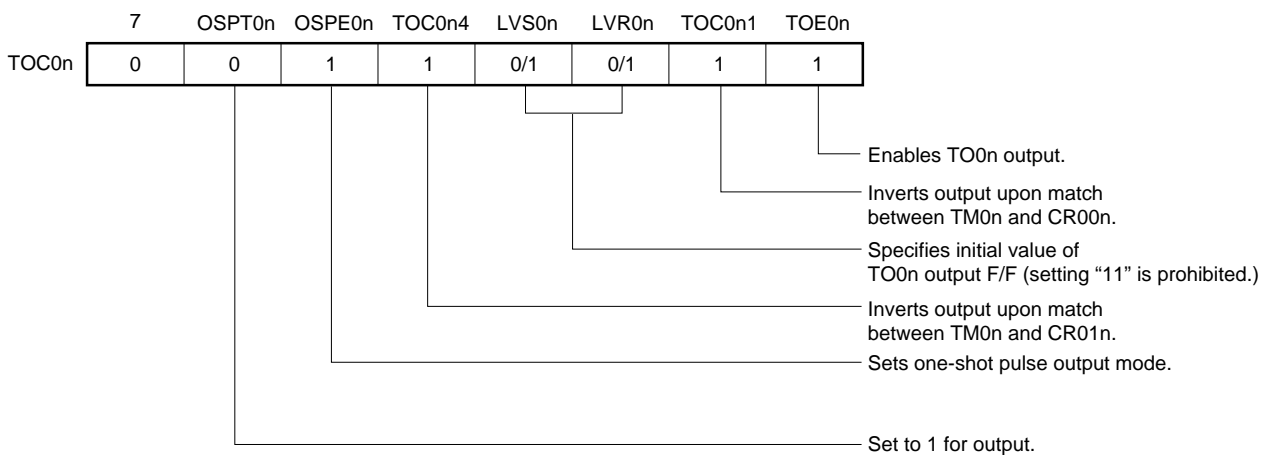 7 OSPT0n OSPE0n TOC0n4 LVS0n LVR0n TOC0n1 TOE0n
TOC0n 0 0 1 1 0/1 0/1 1 1
Enables TO0n output.
Inverts output upon match
between TM0n and CR00n.
Specifies initial value of
TO0n output F/F (setting “11” is prohibited.)
Inverts output upon match
between TM0n and CR01n.
Sets one-shot pulse output mode.
Set to 1 for output.